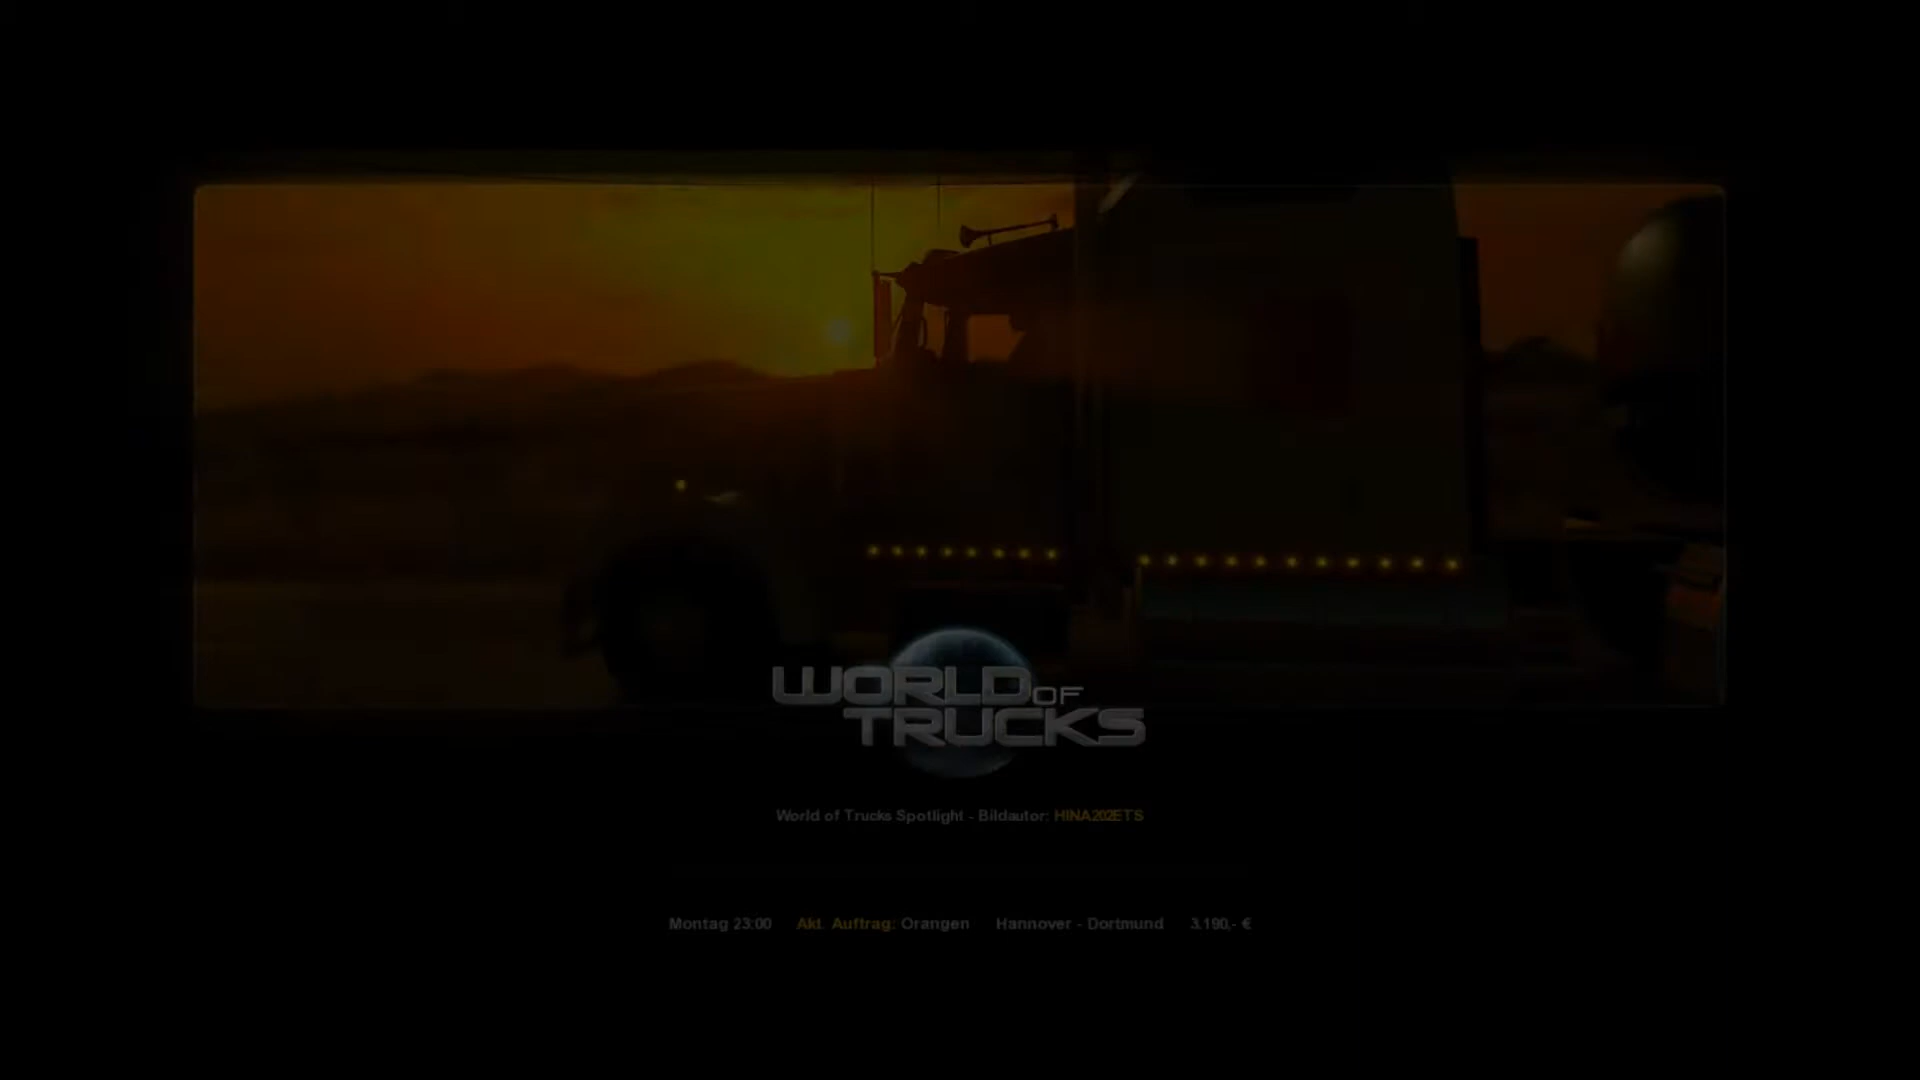 WORLD OF
TRUCKS
World of Trucks Spotlight - Bildautor: HINA202ETS
Montag 23:00 Akt. Auftrag: Orangen Hannover - Dortmund 3.190,- €